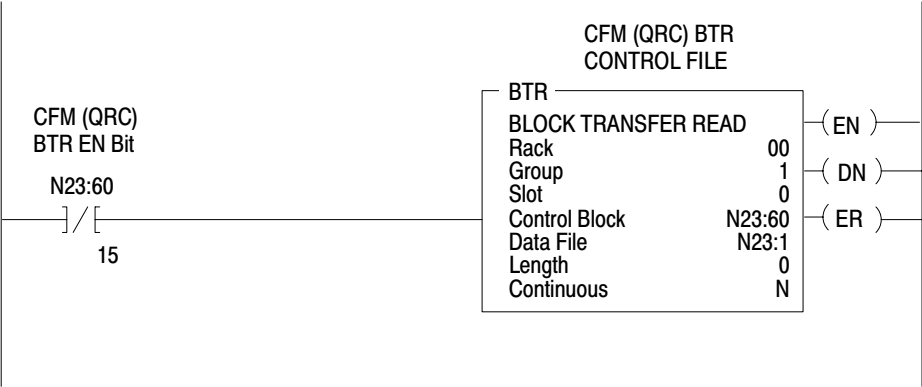 CFM (QRC) BTR
CONTROL FILE
CFM (QRC)
BTR EN Bit
N23:60
15
BTR
BLOCK TRANSFER READ
Rack 00
Group 1
Slot 0
Control Block N23:60
Data File N23:1
Length 0
Continuous N
EN
DN
ER